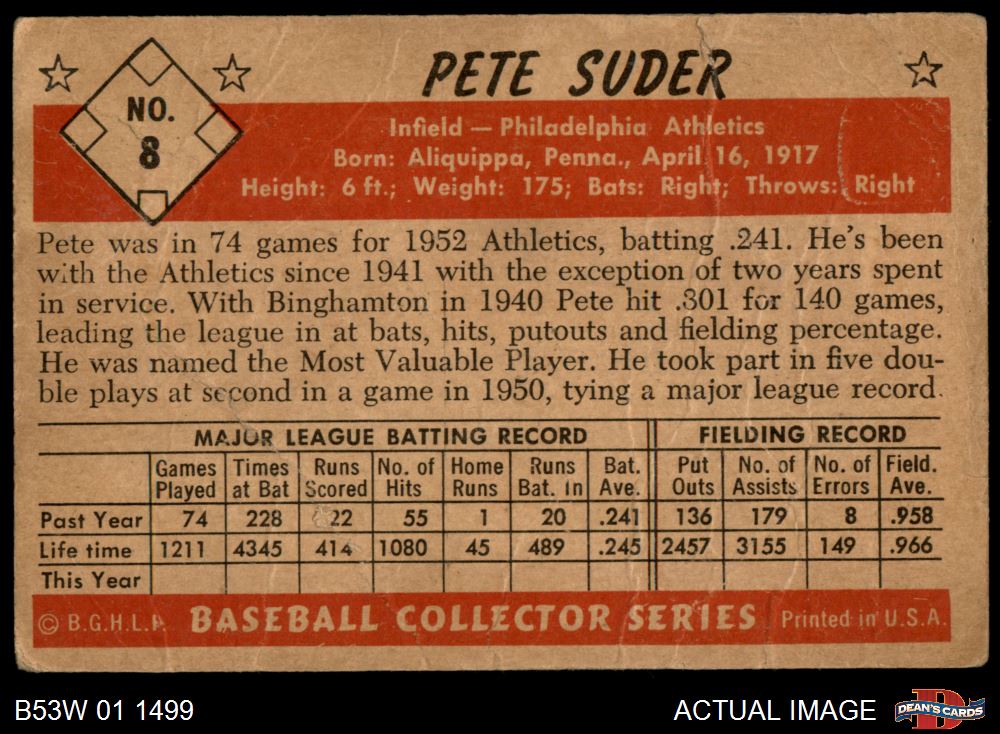 PETE SUDER
NO.
8
Infield — Philadelphia Athletics
Born: Aliquippa, Penna., April 16, 1917
Height: 6 ft.; Weight: 175; Bats: Right; Throws: Right
Pete was in 74 games for 1952 Athletics, batting .241. He's been
with the Athletics since 1941 with the exception of two years spent
in service. With Binghamton in 1940 Pete hit .301 for 140 games,
leading the league in at bats, hits, putouts and fielding percentage.
He was named the Most Valuable Player. He took part in five dou-
ble plays at second in a game in 1950, tying a major league record.
MAJOR LEAGUE BATTING RECORD FIELDING RECORD
Games Times Runs No. of Home Runs Bat. Put No. of No. of Field.
Played at Bat Scored Hits Runs Bat. In Ave. Outs Assists Errors Ave.
Past Year 74 228 22 55 1 20 .241 136 179 8 .958
Life time 1211 4345 414 1080 45 489 .245 2457 3155 149 .966
This Year
© B.G.H.L.P. BASEBALL COLLECTOR SERIES Printed in U.S.A.
B53W 01 1499 ACTUAL IMAGE DEAN'S CARDS